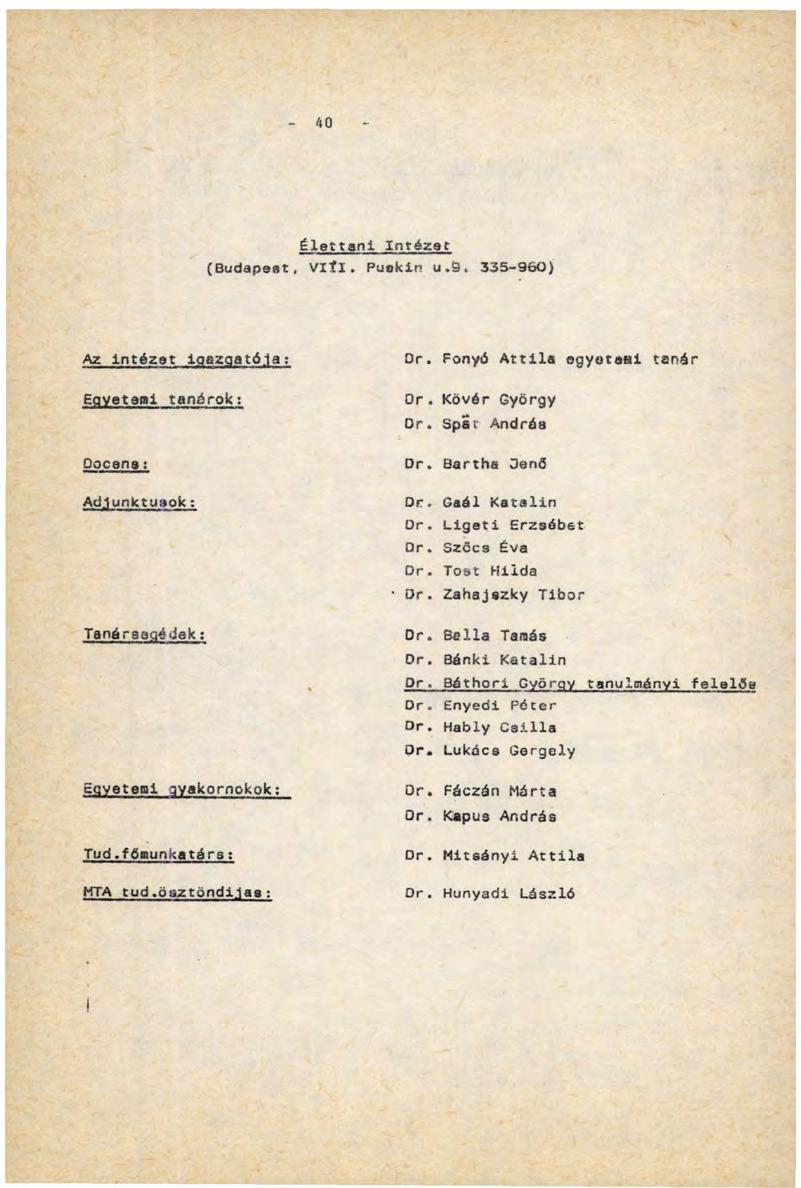 - 40 -
Élettani Intézet
(Budapest, VIII. Puskin u.9. 335-960)
Az intézet igazgatója: Dr. Fonyó Attila egyetemi tanár
Egyetemi tanárok: Dr. Kövér György
Dr. Spät András
Docens: Dr. Bartha Jenő
Adjunktusok: Dr. Gaál Katalin
Dr. Ligeti Erzsébet
Dr. Szőcs Éva
Dr. Tost Hilda
Dr. Zahajszky Tibor
Tanársegédek: Dr. Balla Tamás
Dr. Bánki Katalin
Dr. Báthori György tanulmányi felelős
Dr. Enyedi Péter
Dr. Hably Csilla
Dr. Lukács Gergely
Egyetemi gyakornokok: Dr. Fáczán Márta
Dr. Kapus András
Tud.főmunkatárs: Dr. Mitsányi Attila
MTA tud.ösztöndijas: Dr. Hunyadi László